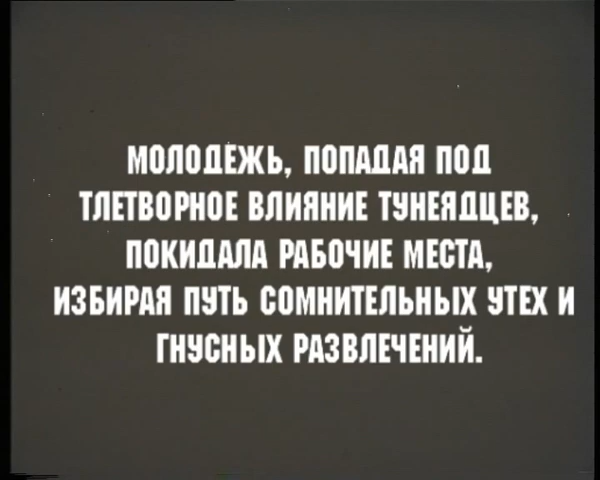 МОЛОДЁЖЬ, ПОПАДАЯ ПОД
ТЛЕТВОРНОЕ ВЛИЯНИЕ ТУНЕЯДЦЕВ,
ПОКИДАЛА РАБОЧИЕ МЕСТА,
ИЗБИРАЯ ПУТЬ СОМНИТЕЛЬНЫХ УТЕХ И
ГНУСНЫХ РАЗВЛЕЧЕНИЙ.